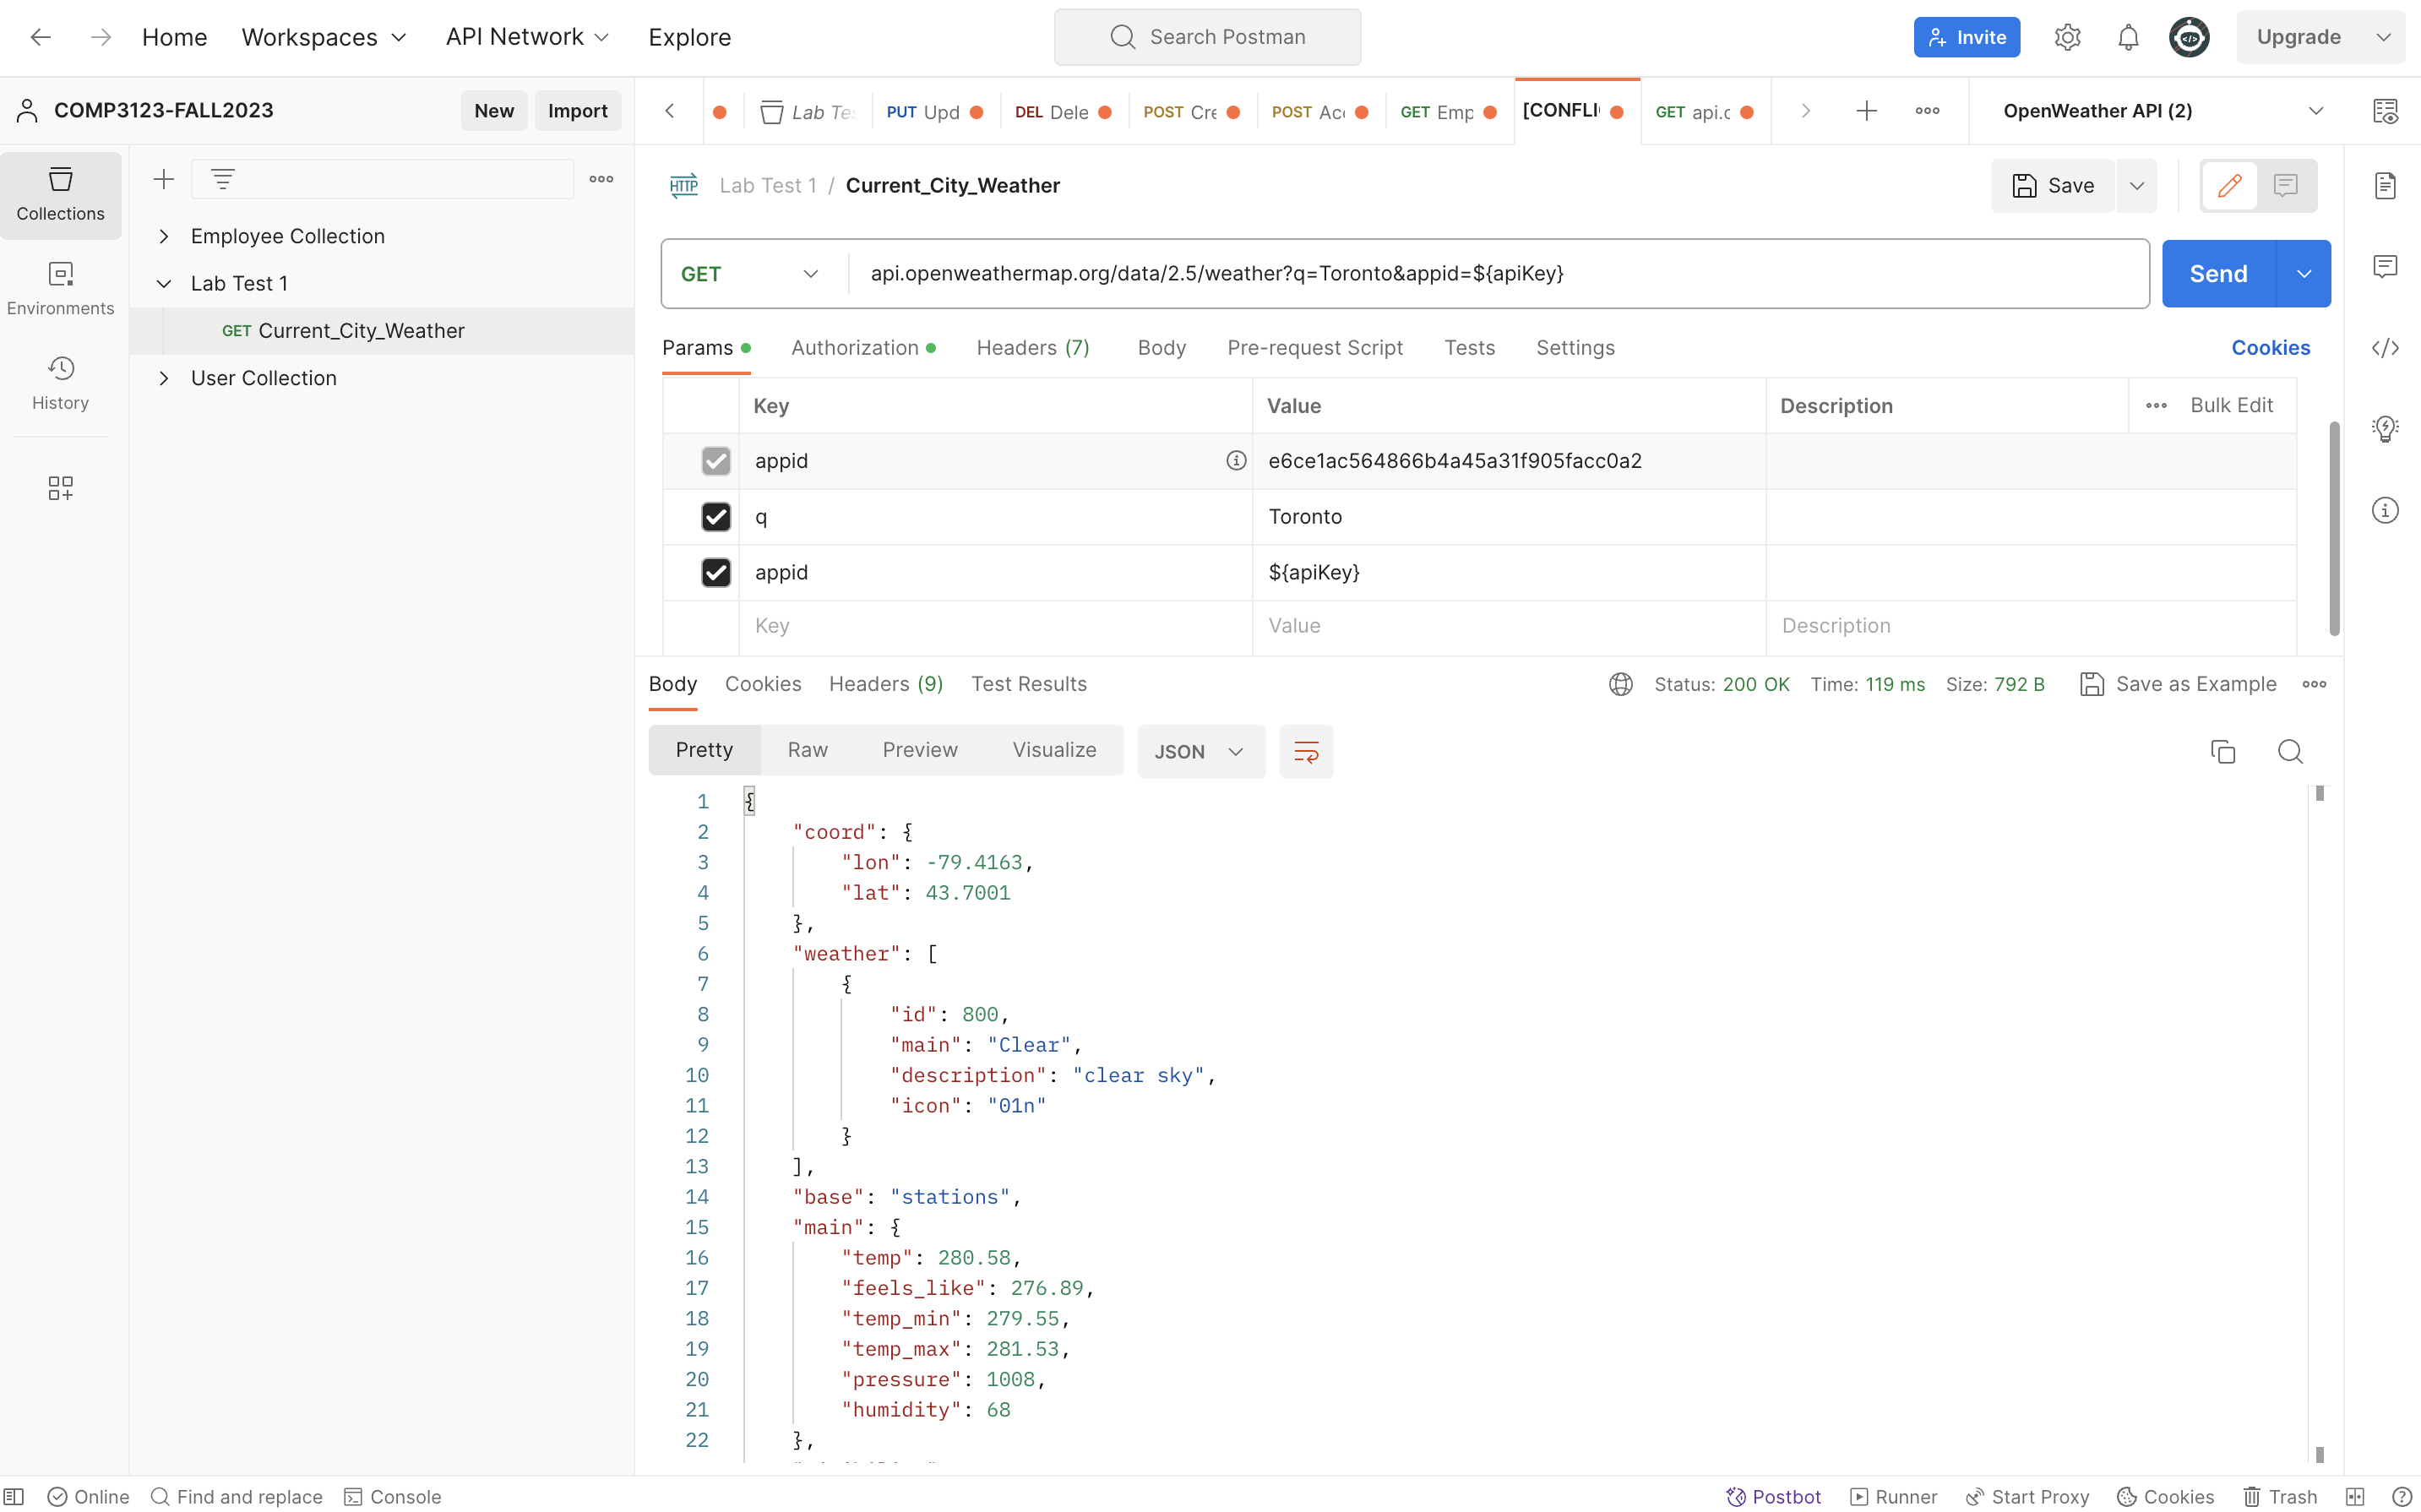 Home Workspaces API Network Explore Search Postman Invite Upgrade
COMP3123-FALL2023 New Import
Lab Tes PUT Upd DEL Dele POST Cre POST Acc GET Emp [CONFLI GET api.o OpenWeather API (2)
Collections
Environments
History
Employee Collection
Lab Test 1
GET Current_City_Weather
User Collection
HTTP Lab Test 1 / Current_City_Weather Save
GET api.openweathermap.org/data/2.5/weather?q=Toronto&appid=${apiKey} Send
Params Authorization Headers (7) Body Pre-request Script Tests Settings Cookies
Key Value Description Bulk Edit
appid e6ce1ac564866b4a45a31f905facc0a2
q Toronto
appid ${apiKey}
Key Value Description
Body Cookies Headers (9) Test Results Status: 200 OK Time: 119 ms Size: 792 B Save as Example
Pretty Raw Preview Visualize JSON
1 {
2 "coord": {
3 "lon": -79.4163,
4 "lat": 43.7001
5 },
6 "weather": [
7 {
8 "id": 800,
9 "main": "Clear",
10 "description": "clear sky",
11 "icon": "01n"
12 }
13 ],
14 "base": "stations",
15 "main": {
16 "temp": 280.58,
17 "feels_like": 276.89,
18 "temp_min": 279.55,
19 "temp_max": 281.53,
20 "pressure": 1008,
21 "humidity": 68
22 },
Online Find and replace Console Postbot Runner Start Proxy Cookies Trash